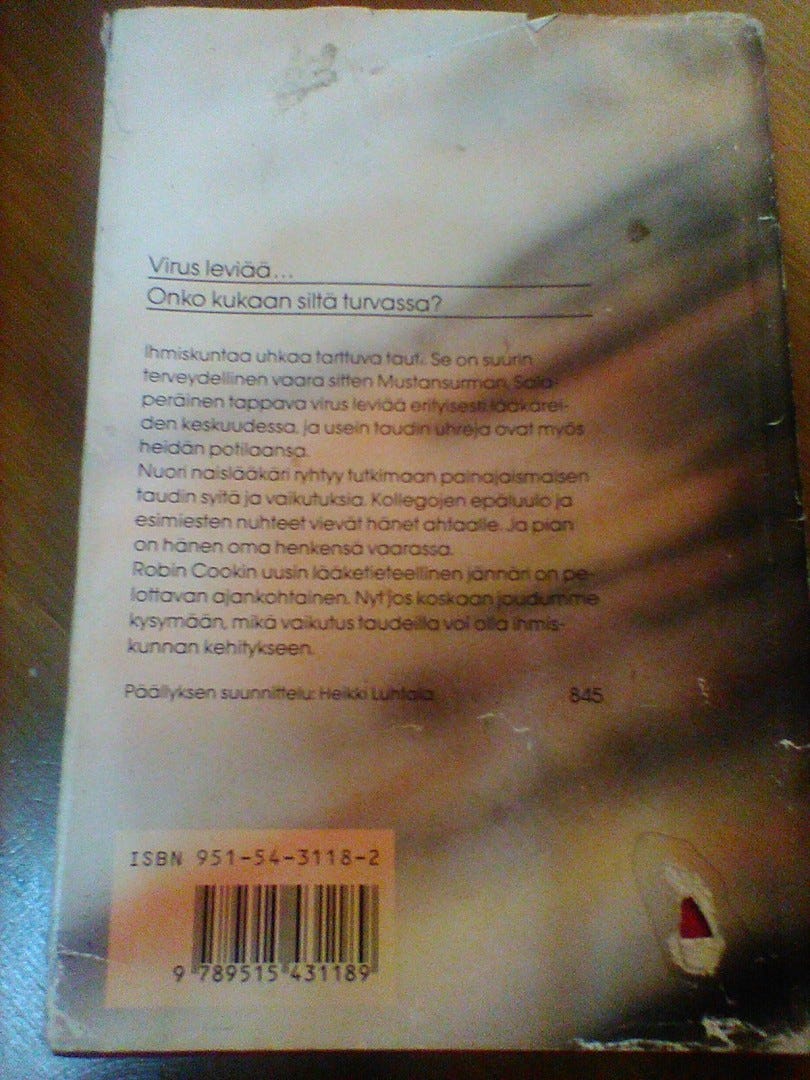 Virus leviää...
Onko kukaan siltä turvassa?
Ihmiskuntaa uhkaa tarttuva tauti. Se on suurin
terveydellinen vaara sitten Mustansurman. Sala-
peräinen tappava virus leviää erityisesti lääkärei-
den keskuudessa, ja usein taudin uhreja ovat myös
heidän potilaansa.
Nuori naislääkäri ryhtyy tutkimaan painajaismaisen
taudin syitä ja vaikutuksia. Kollegojen epäluulo ja
esimiesten nuhteet vievät hänet ahtaalle. Ja pian
on hänen oma henkensä vaarassa.
Robin Cookin uusin lääketieteellinen jännäri on pe-
lottavan ajankohtainen. Nyt jos koskaan joudumme
kysymään, mikä vaikutus taudeilla voi olla ihmis-
kunnan kehitykseen.
Päällyksen suunnittelu: Heikki Luhtala 845
ISBN 951-54-3118-2
9 789515 431189